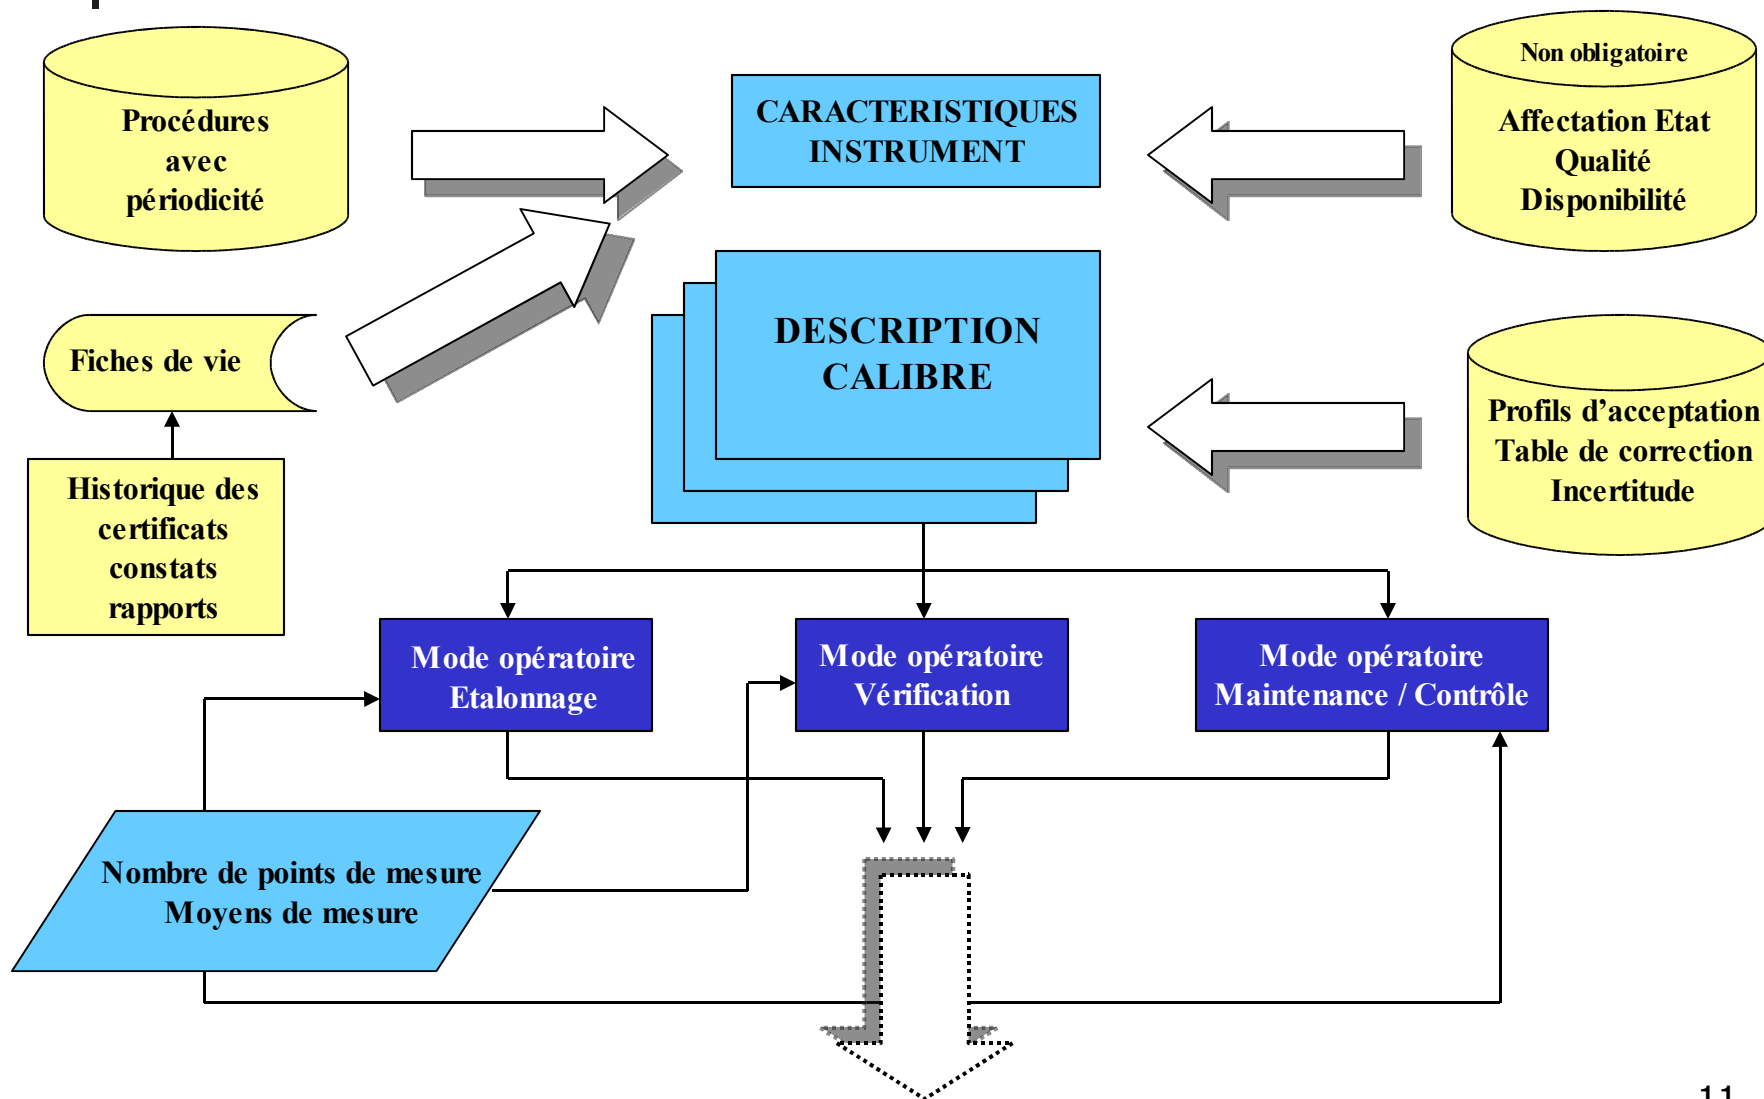 Procédures
avec
périodicité
CARACTERISTIQUES
INSTRUMENT
Non obligatoire
Affectation Etat
Qualité
Disponibilité
Fiches de vie
DESCRIPTION
CALIBRE
Profils d’acceptation
Table de correction
Incertitude
Historique des
certificats
constats
rapports
Mode opératoire
Etalonnage
Mode opératoire
Vérification
Mode opératoire
Maintenance / Contrôle
Nombre de points de mesure
Moyens de mesure
11